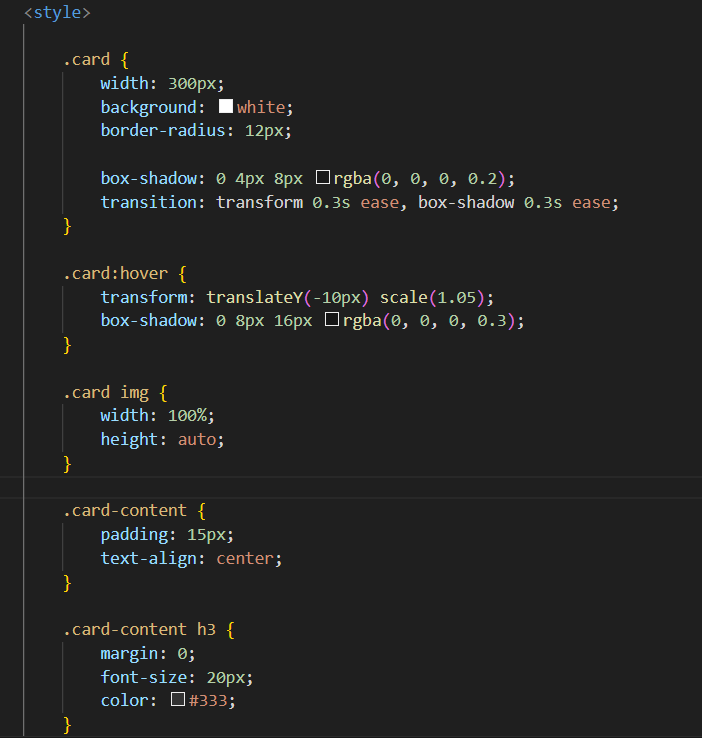 <style>
.card {
width: 300px;
background: white;
border-radius: 12px;
box-shadow: 0 4px 8px rgba(0, 0, 0, 0.2);
transition: transform 0.3s ease, box-shadow 0.3s ease;
}
.card:hover {
transform: translateY(-10px) scale(1.05);
box-shadow: 0 8px 16px rgba(0, 0, 0, 0.3);
}
.card img {
width: 100%;
height: auto;
}
.card-content {
padding: 15px;
text-align: center;
}
.card-content h3 {
margin: 0;
font-size: 20px;
color: #333;
}